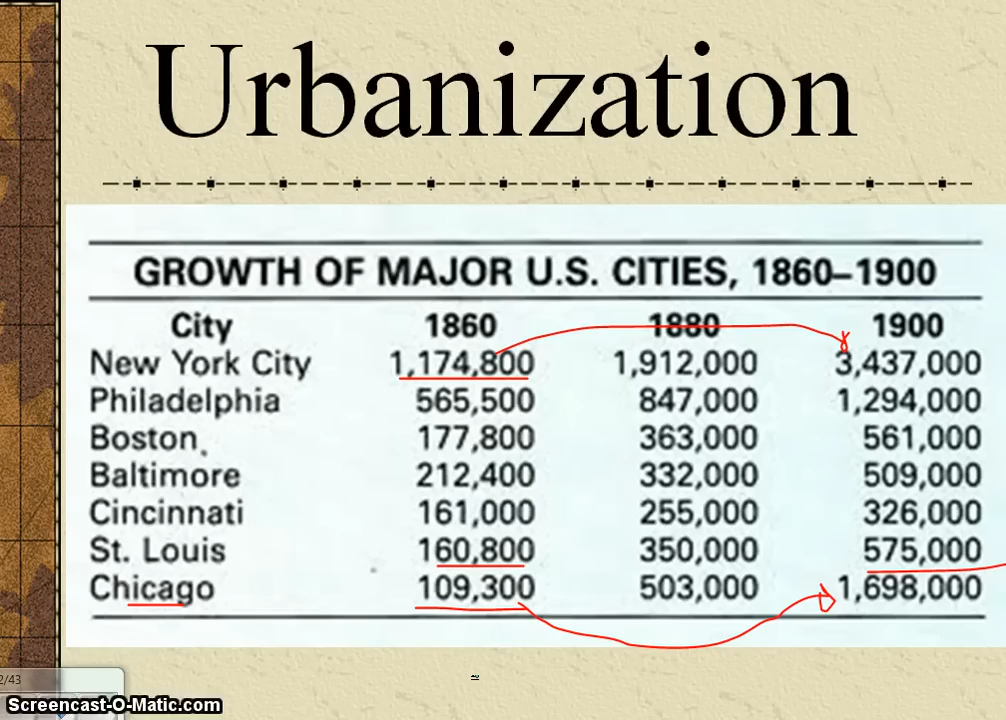 Urbanization
GROWTH OF MAJOR U.S. CITIES, 1860–1900
City 1860 1880 1900
New York City 1,174,800 1,912,000 3,437,000
Philadelphia 565,500 847,000 1,294,000
Boston 177,800 363,000 561,000
Baltimore 212,400 332,000 509,000
Cincinnati 161,000 255,000 326,000
St. Louis 160,800 350,000 575,000
Chicago 109,300 503,000 1,698,000
2/43
Screencast-O-Matic.com